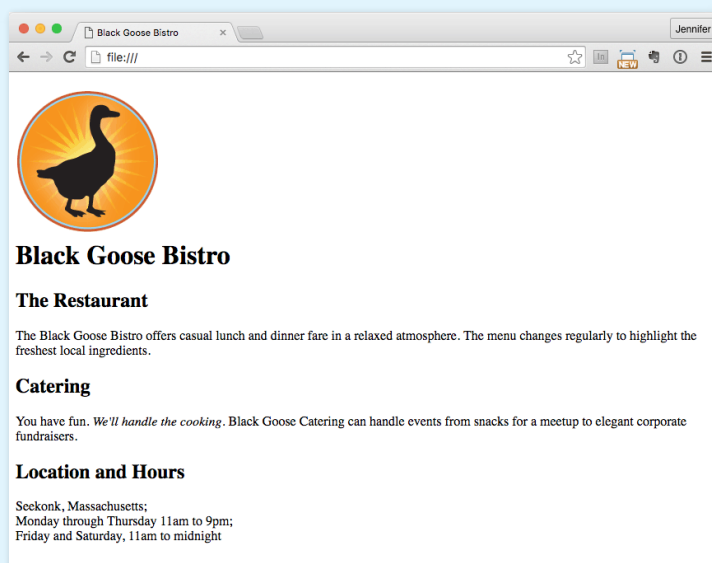 Black Goose Bistro
Jennifer
file:///
NEW
Black Goose Bistro
The Restaurant
The Black Goose Bistro offers casual lunch and dinner fare in a relaxed atmosphere. The menu changes regularly to highlight the
freshest local ingredients.
Catering
You have fun. We'll handle the cooking. Black Goose Catering can handle events from snacks for a meetup to elegant corporate
fundraisers.
Location and Hours
Seekonk, Massachusetts;
Monday through Thursday 11am to 9pm;
Friday and Saturday, 11am to midnight